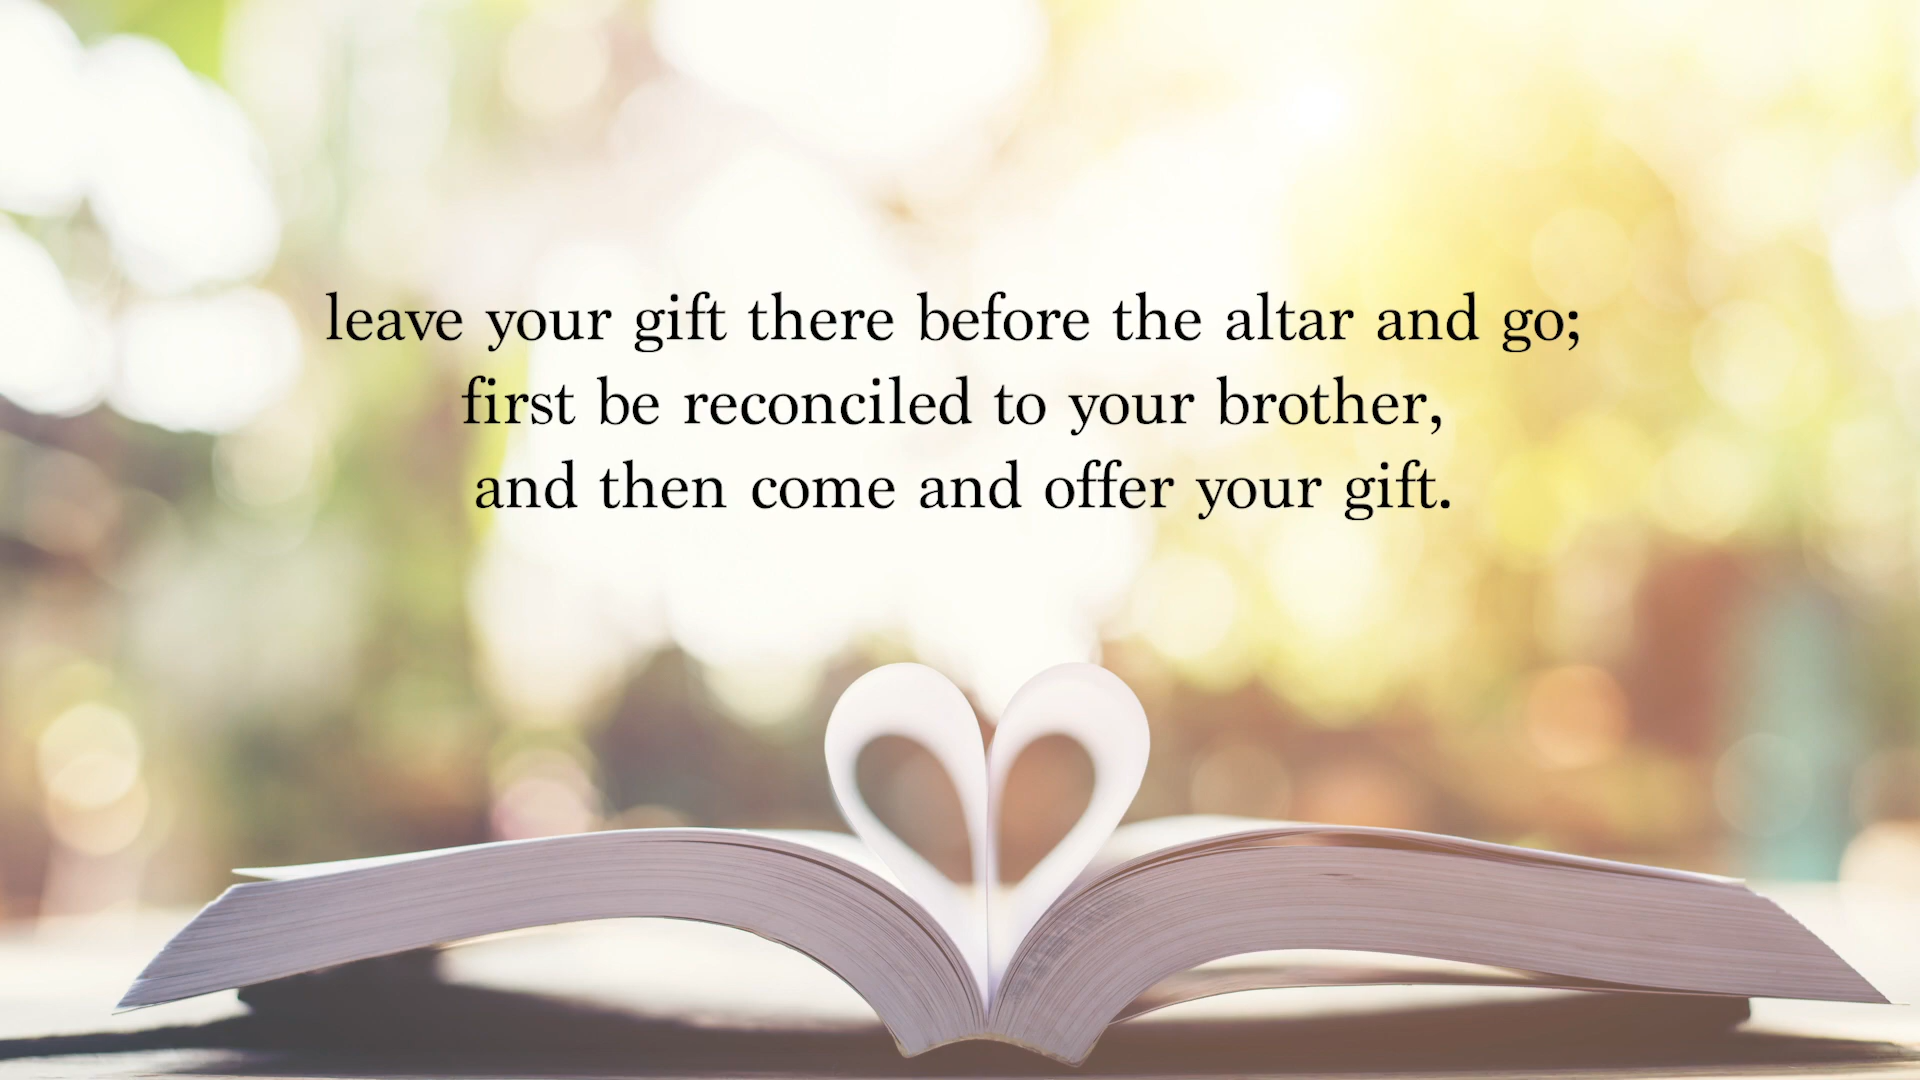 leave your gift there before the altar and go;
first be reconciled to your brother,
and then come and offer your gift.